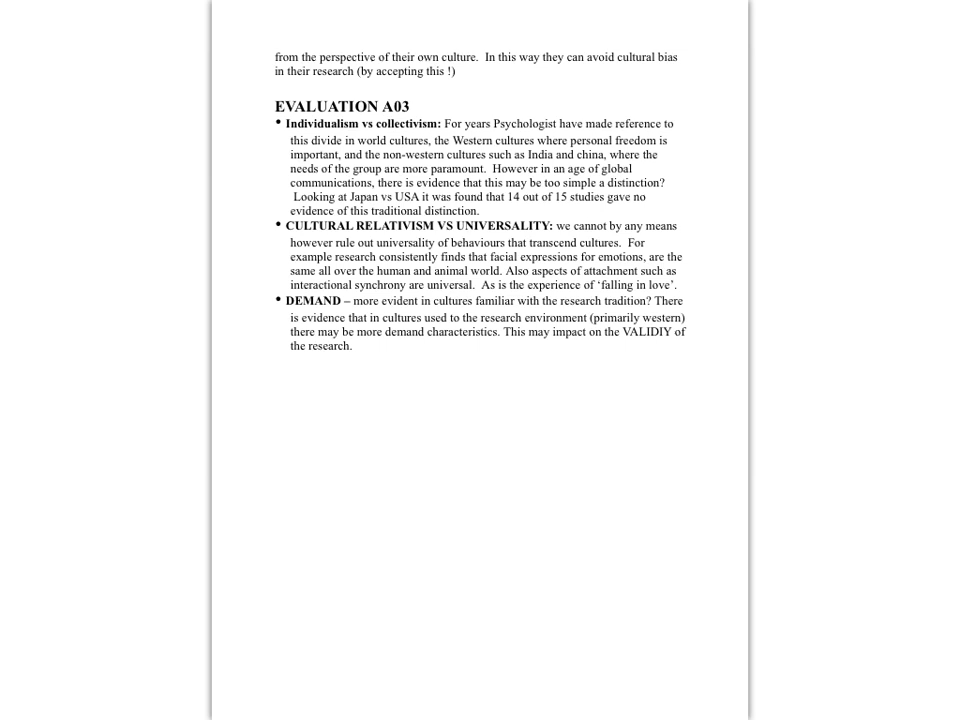 from the perspective of their own culture.  In this way they can avoid cultural bias
in their research (by accepting this !)
EVALUATION A03
• Individualism vs collectivism: For years Psychologist have made reference to
this divide in world cultures, the Western cultures where personal freedom is
important, and the non-western cultures such as India and china, where the
needs of the group are more paramount.  However in an age of global
communications, there is evidence that this may be too simple a distinction?
Looking at Japan vs USA it was found that 14 out of 15 studies gave no
evidence of this traditional distinction.
• CULTURAL RELATIVISM VS UNIVERSALITY: we cannot by any means
however rule out universality of behaviours that transcend cultures.  For
example research consistently finds that facial expressions for emotions, are the
same all over the human and animal world. Also aspects of attachment such as
interactional synchrony are universal.  As is the experience of ‘falling in love’.
• DEMAND – more evident in cultures familiar with the research tradition? There
is evidence that in cultures used to the research environment (primarily western)
there may be more demand characteristics. This may impact on the VALIDIY of
the research.